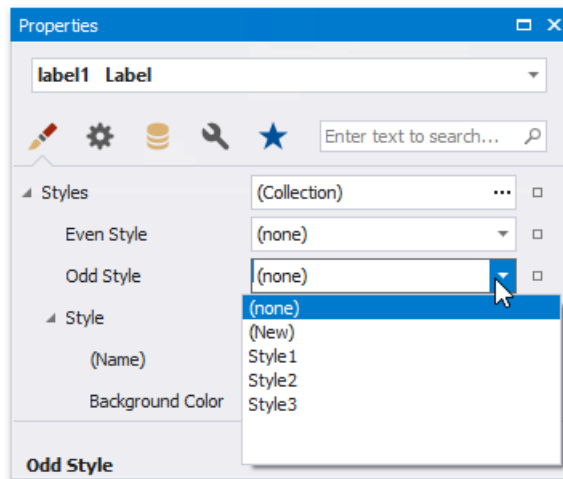 Properties
label1 Label
Enter text to search...
Styles (Collection) ...
Even Style (none)
Odd Style (none)
Style (none)
(New)
(Name) Style1
Style2
Background Color Style3
Odd Style